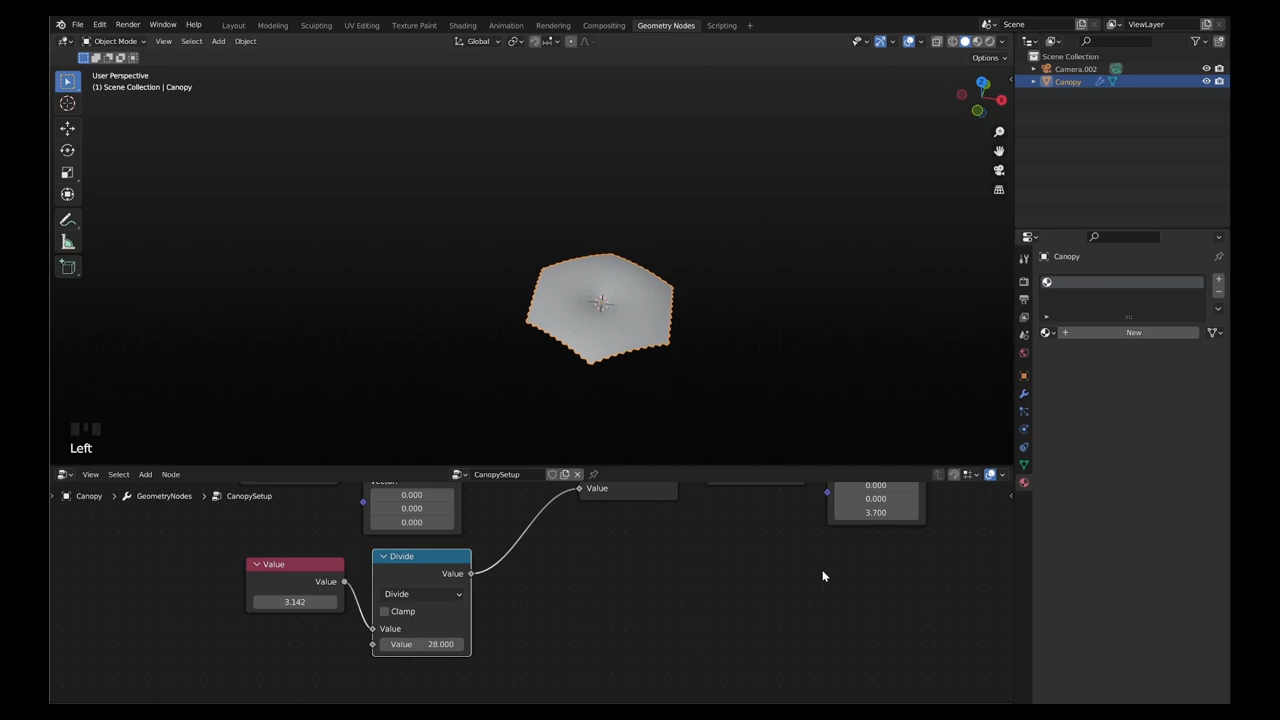 File Edit Render Window Help Layout Modeling Sculpting UV Editing Texture Paint Shading Animation Rendering Compositing Geometry Nodes Scripting + Scene ViewLayer
Object Mode View Select Add Object Global
Options
User Perspective
(1) Scene Collection | Canopy
Z
X
Scene Collection
Camera.002
Canopy
Canopy
+
−
+ New
Left
View Select Add Node CanopySetup
Canopy > GeometryNodes > CanopySetup
0.000
0.000
0.000
Value
0.000
0.000
3.700
Value
Value
3.142
Divide
Value
Divide
Clamp
Value
Value 28.000